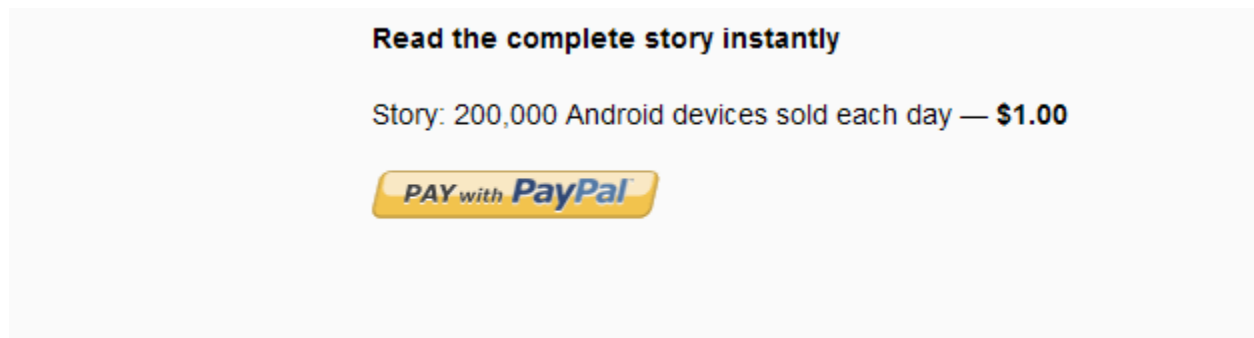 Read the complete story instantly
Story: 200,000 Android devices sold each day — $1.00
PAY with PayPal